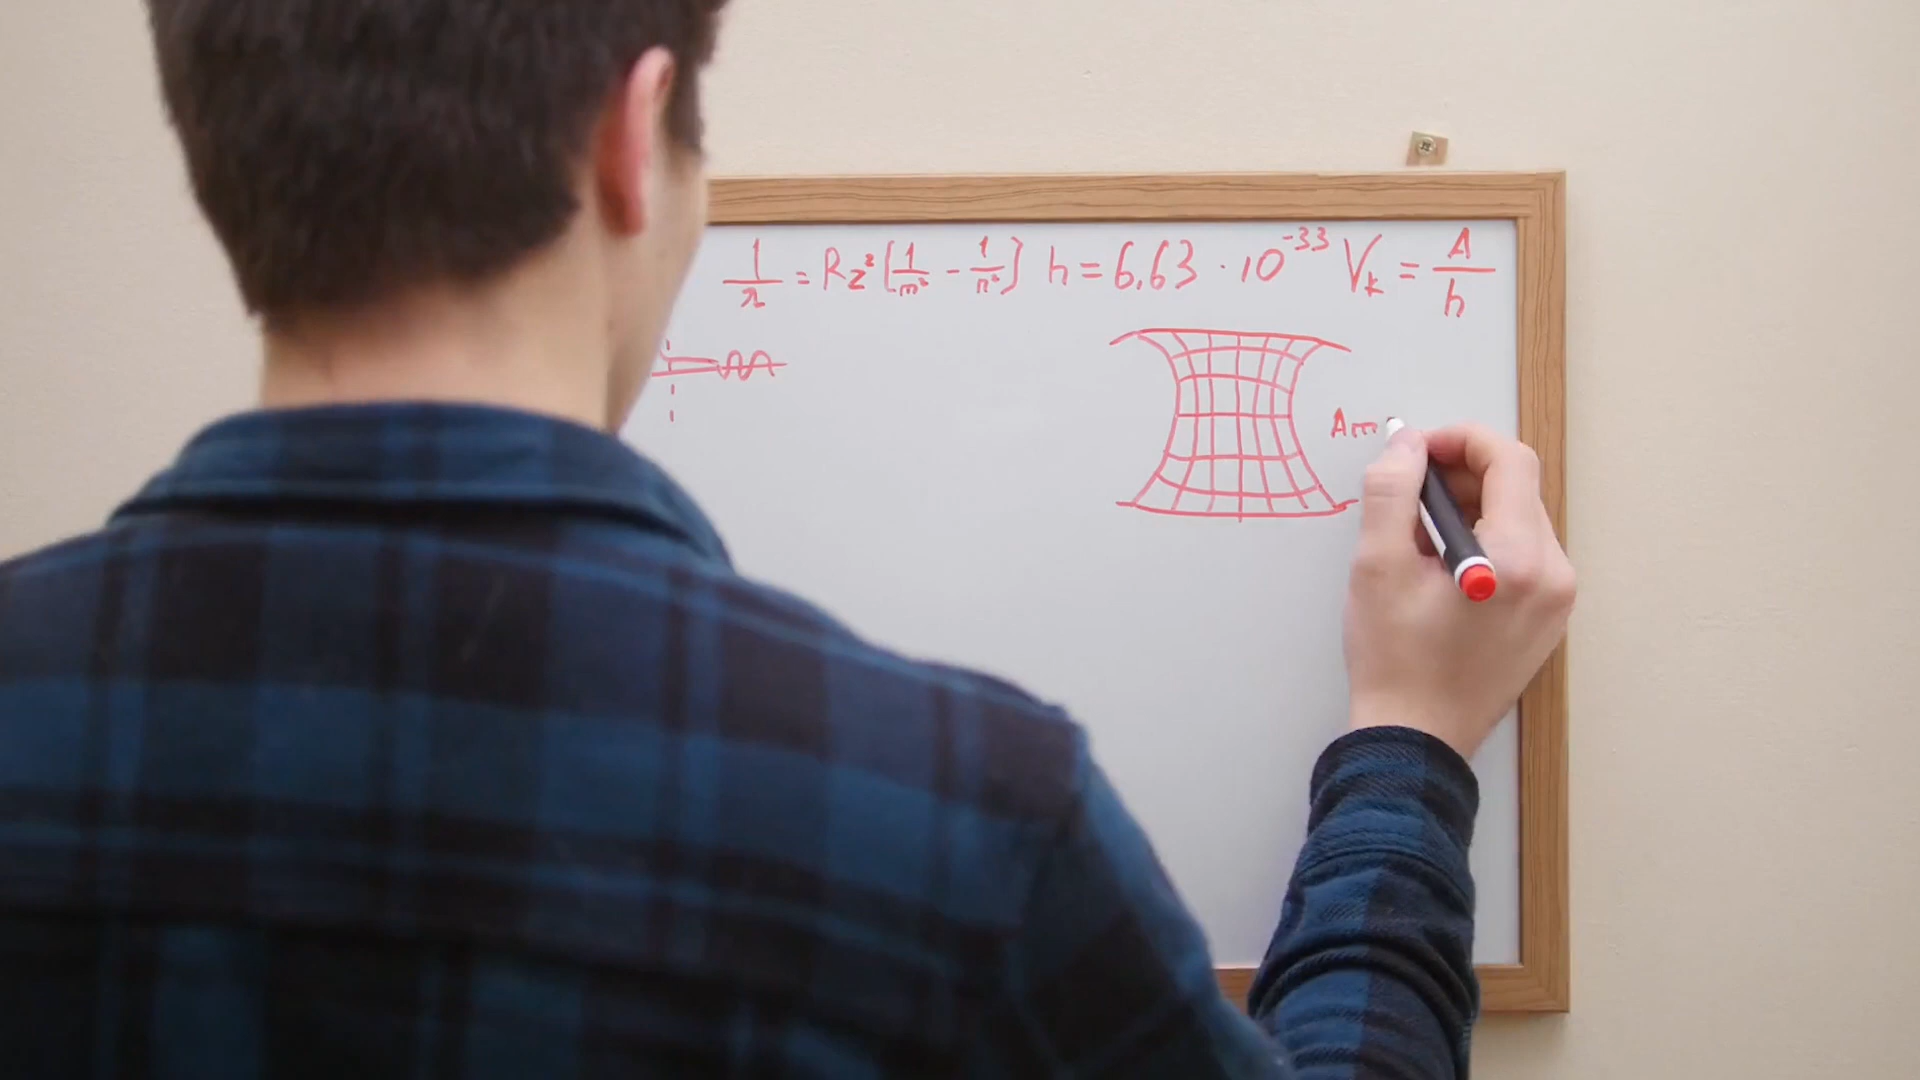 1/λ = Rz²[1/m² - 1/n²] h = 6,63 · 10⁻³³ Vₖ = A/h
Am